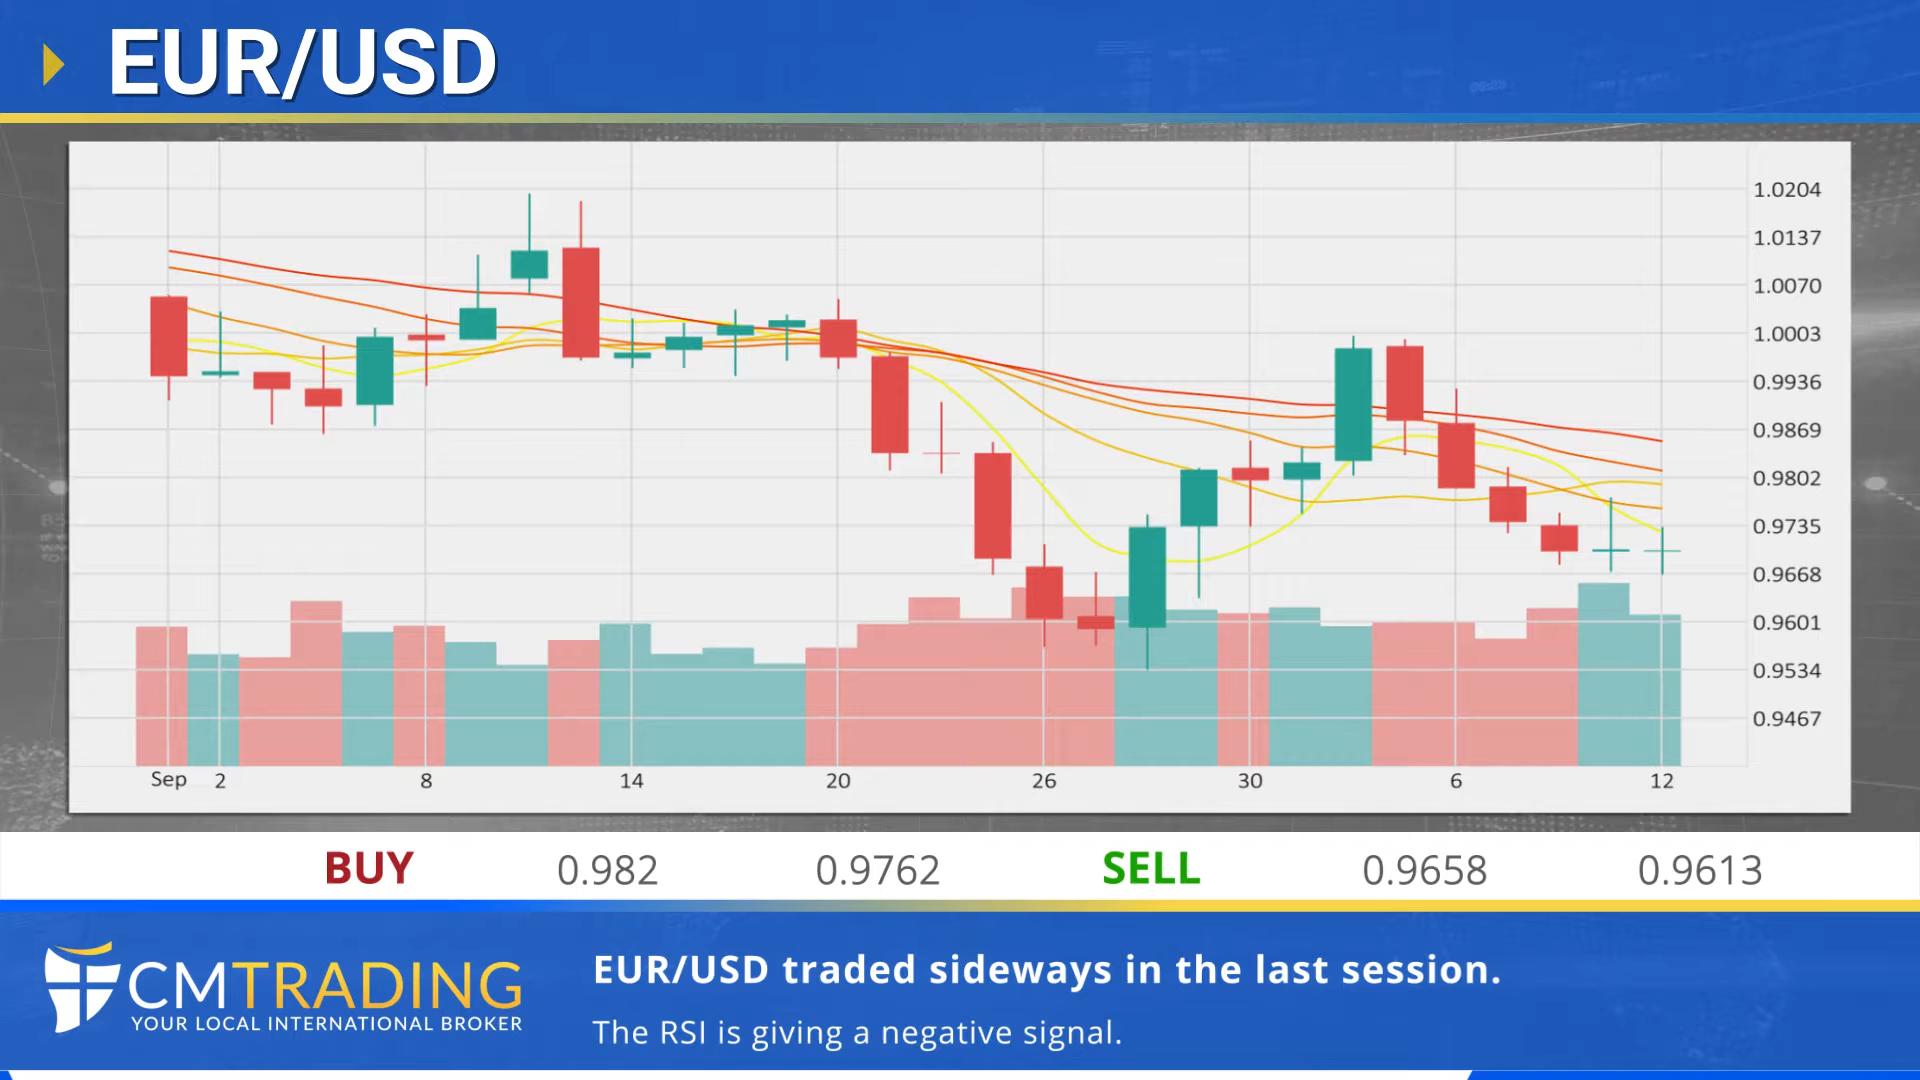 EUR/USD
1.0204
1.0137
1.0070
1.0003
0.9936
0.9869
0.9802
0.9735
0.9668
0.9601
0.9534
0.9467
Sep 2 8 14 20 26 30 6 12
BUY 0.982 0.9762 SELL 0.9658 0.9613
CMTRADING
YOUR LOCAL INTERNATIONAL BROKER
EUR/USD traded sideways in the last session.
The RSI is giving a negative signal.